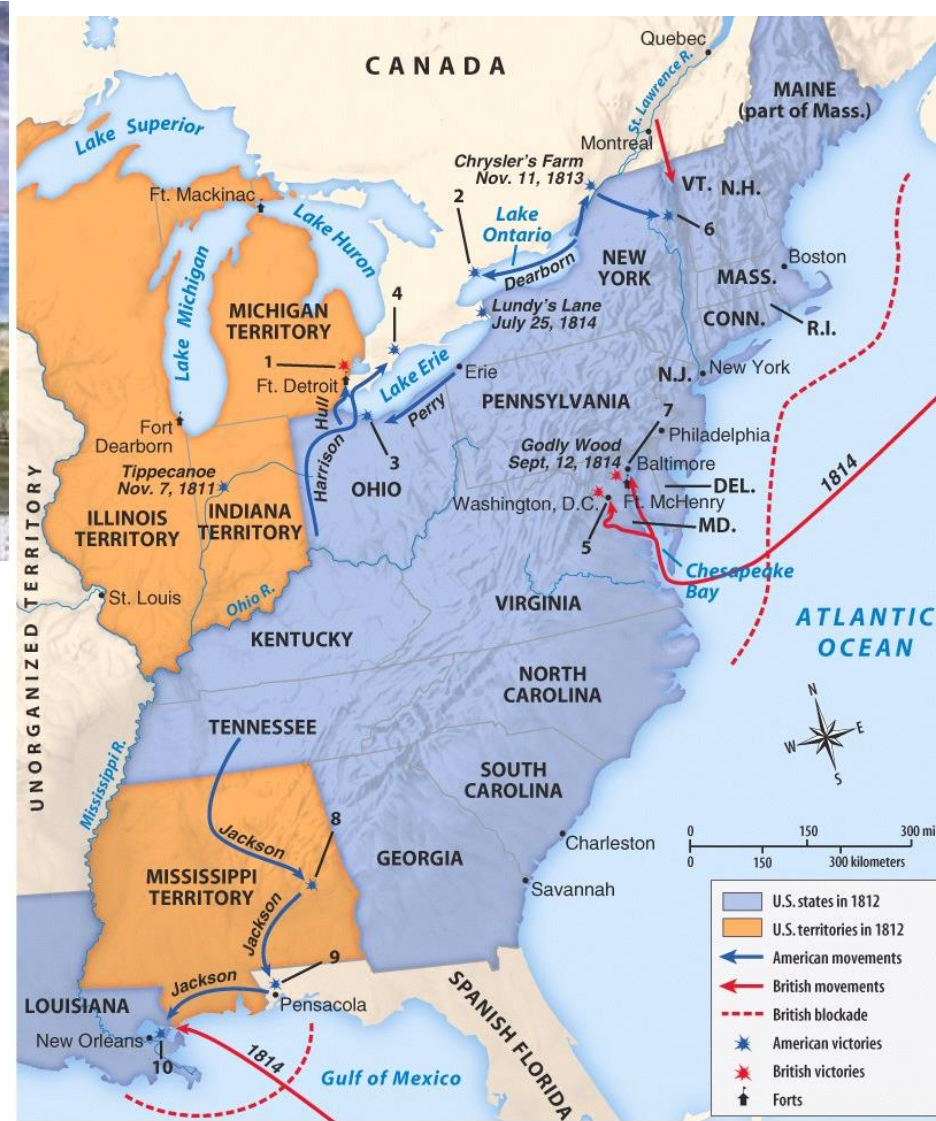 CANADA
Quebec
St. Lawrence R.
MAINE
(part of Mass.)
Lake Superior
Montreal
Chrysler's Farm
Nov. 11, 1813
VT.
N.H.
Ft. Mackinac
2
6
Lake Huron
Lake
Ontario
Dearborn
NEW
YORK
MASS.
Boston
Lake Michigan
MICHIGAN
TERRITORY
4
Lundy's Lane
July 25, 1814
CONN.
R.I.
1
Ft. Detroit
Lake Erie
Erie
N.J.
New York
Hull
Perry
PENNSYLVANIA
7
Fort
Dearborn
Harrison
3
Godly Wood
Sept, 12, 1814
Philadelphia
Baltimore
Tippecanoe
Nov. 7, 1811
OHIO
DEL.
1814
Washington, D.C.
Ft. McHenry
ILLINOIS
TERRITORY
INDIANA
TERRITORY
MD.
5
UNORGANIZED TERRITORY
Chesapeake
Bay
St. Louis
Ohio R.
VIRGINIA
ATLANTIC
OCEAN
KENTUCKY
NORTH
CAROLINA
N
W
E
S
TENNESSEE
Mississippi R.
SOUTH
CAROLINA
Jackson
8
Charleston
0 150 300 mi
0 150 300 kilometers
MISSISSIPPI
TERRITORY
GEORGIA
Savannah
Jackson
9
Jackson
Pensacola
LOUISIANA
New Orleans
10
1814
Gulf of Mexico
SPANISH FLORIDA
U.S. states in 1812
U.S. territories in 1812
American movements
British movements
British blockade
American victories
British victories
Forts